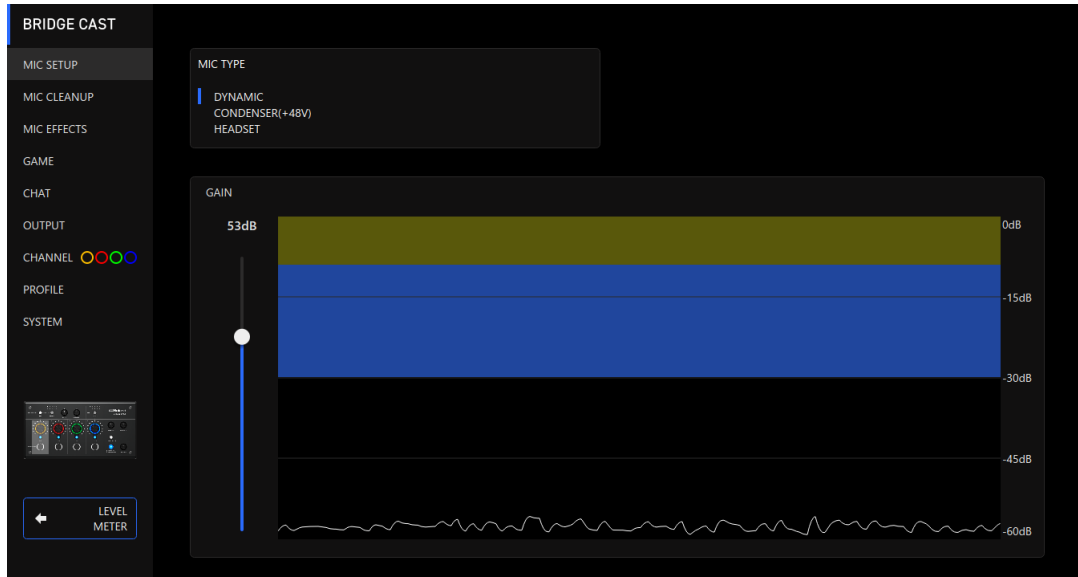 BRIDGE CAST
MIC SETUP
MIC CLEANUP
MIC EFFECTS
GAME
CHAT
OUTPUT
CHANNEL
PROFILE
SYSTEM
LEVEL
METER
MIC TYPE
DYNAMIC
CONDENSER(+48V)
HEADSET
GAIN
53dB
0dB
-15dB
-30dB
-45dB
-60dB